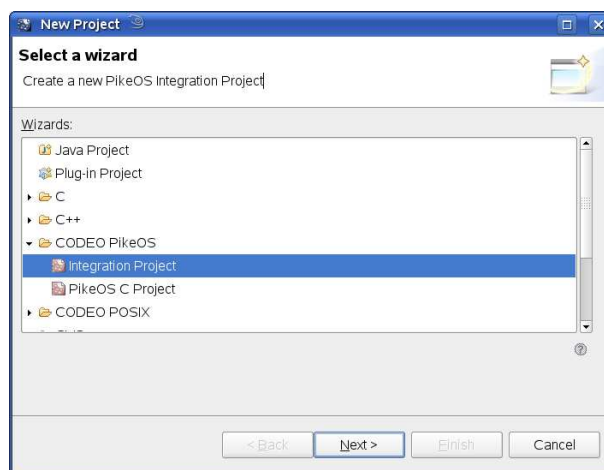 New Project
Select a wizard
Create a new PikeOS Integration Project
Wizards:
Java Project
Plug-in Project
C
C++
CODEO PikeOS
Integration Project
PikeOS C Project
CODEO POSIX
< Back
Next >
Finish
Cancel